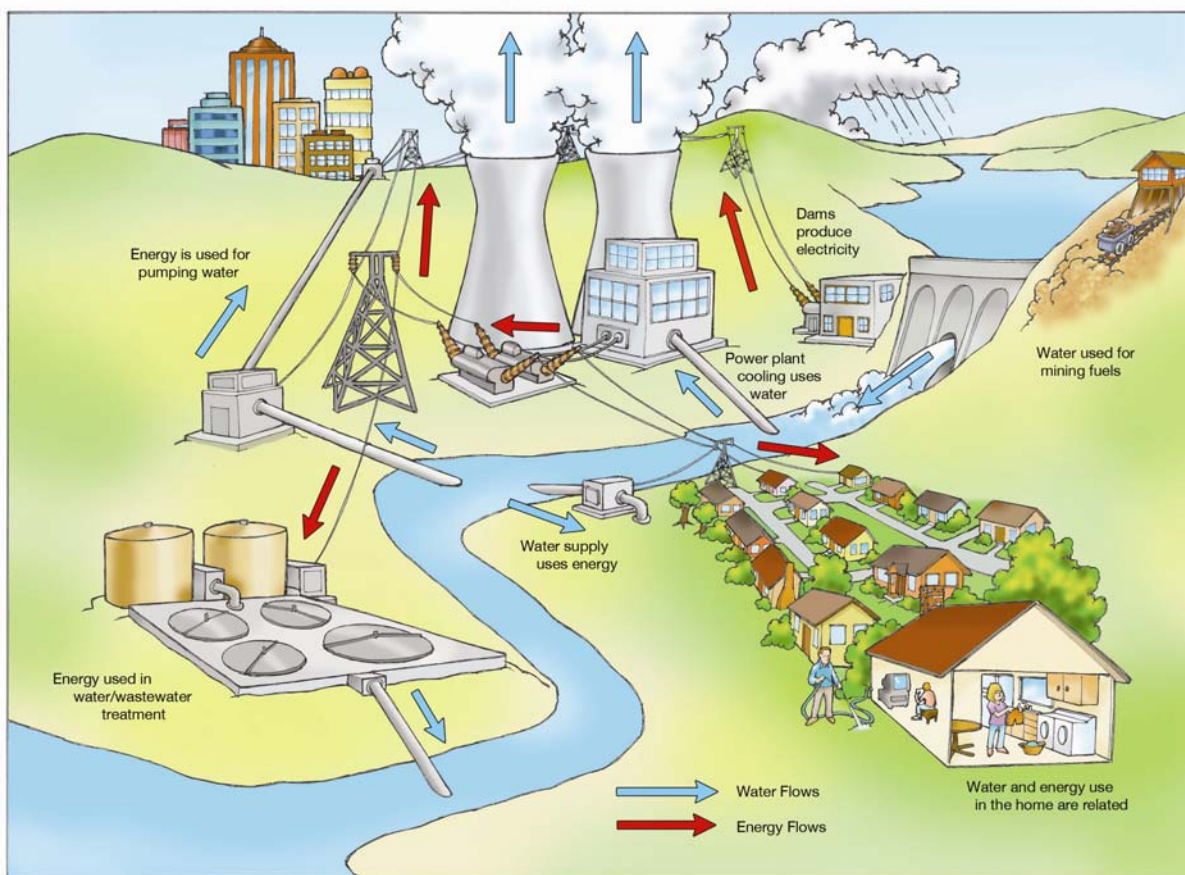 Dams
produce
electricity
Energy is used for
pumping water
Power plant
cooling uses
water
Water used for
mining fuels
Water supply
uses energy
Energy used in
water/wastewater
treatment
Water and energy use
in the home are related
Water Flows
Energy Flows